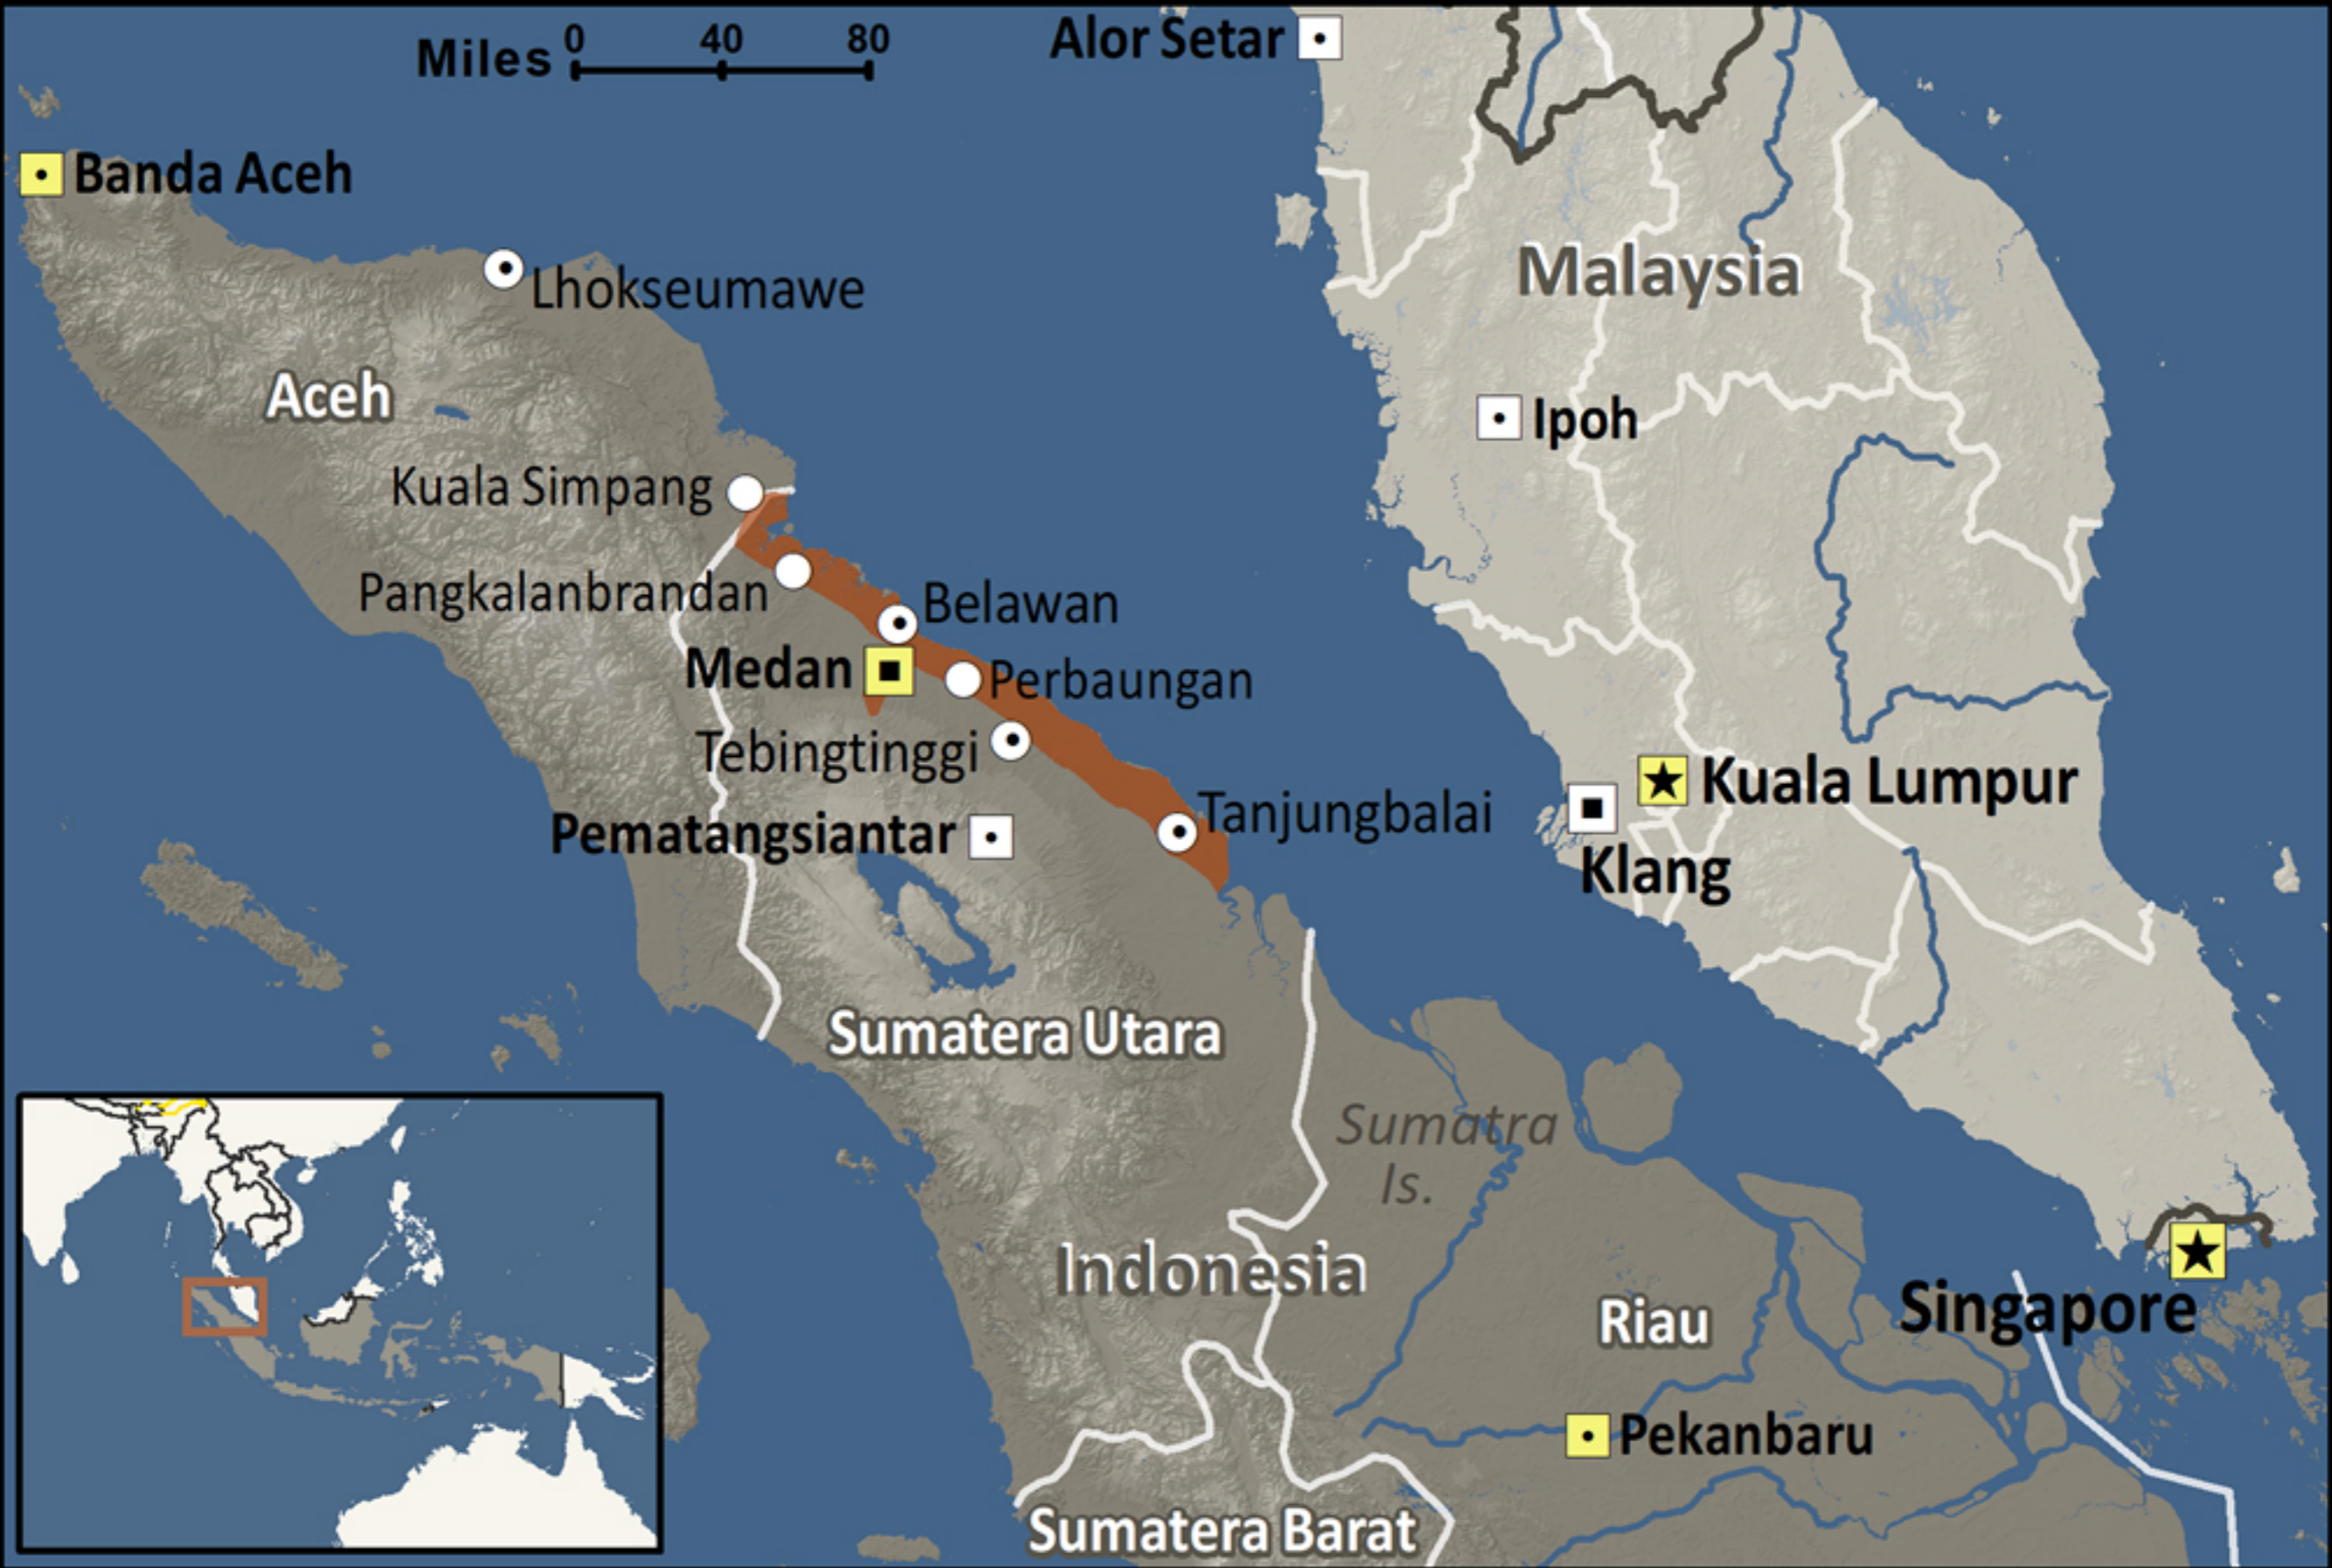 Miles 0 40 80
Alor Setar
Banda Aceh
Lhokseumawe
Malaysia
Aceh
Ipoh
Kuala Simpang
Pangkalanbrandan
Belawan
Medan
Perbaungan
Tebingtinggi
Kuala Lumpur
Tanjungbalai
Pematangsiantar
Klang
Sumatera Utara
Sumatra
Is.
Indonesia
Riau
Singapore
Pekanbaru
Sumatera Barat